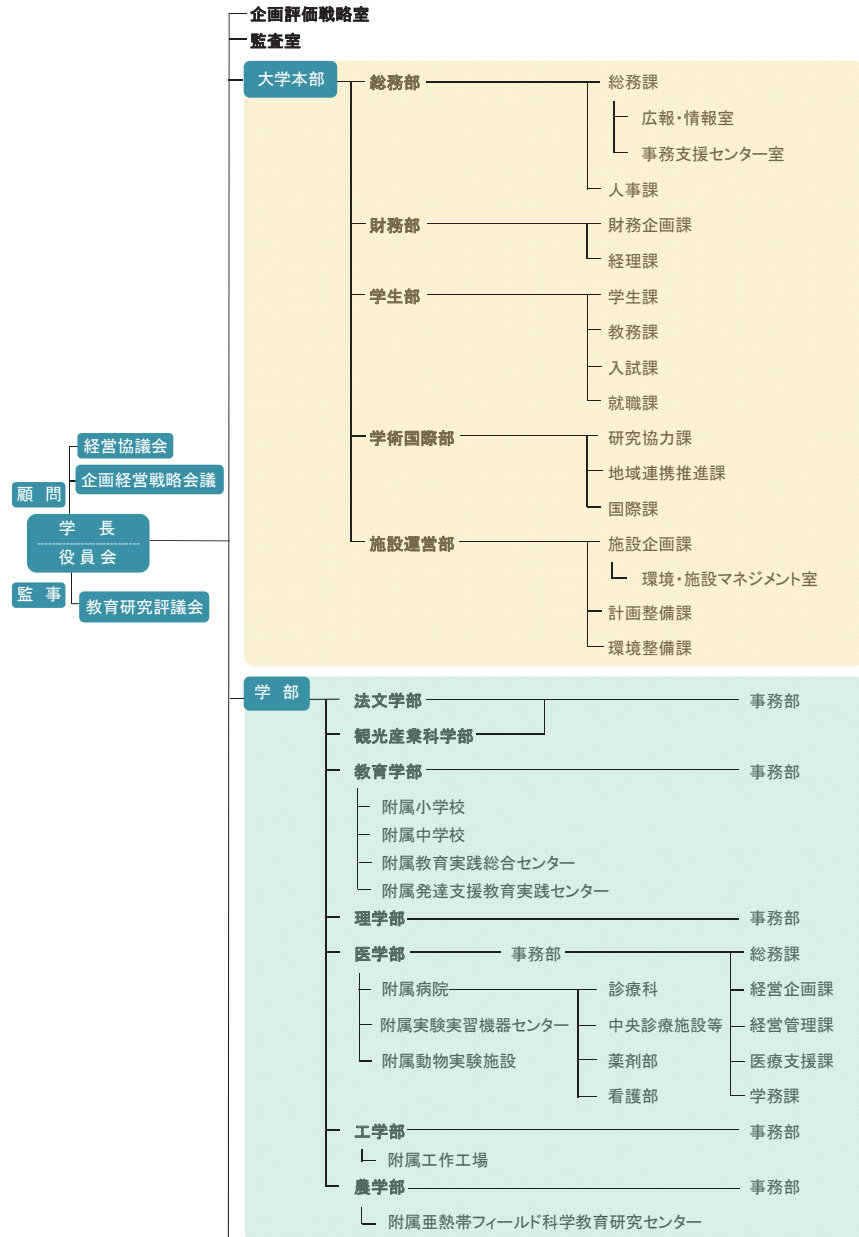 企画評価戦略室
監査室
大学本部
総務部
総務課
広報・情報室
事務支援センター室
人事課
財務部
財務企画課
経理課
学生部
学生課
教務課
入試課
就職課
学術国際部
研究協力課
地域連携推進課
国際課
施設運営部
施設企画課
環境・施設マネジメント室
計画整備課
環境整備課
経営協議会
企画経営戦略会議
顧 問
学 長
役員会
監 事
教育研究評議会
学 部
法文学部
事務部
観光産業科学部
教育学部
事務部
附属小学校
附属中学校
附属教育実践総合センター
附属発達支援教育実践センター
理学部
事務部
医学部
事務部
総務課
附属病院
診療科
経営企画課
附属実験実習機器センター
中央診療施設等
経営管理課
附属動物実験施設
薬剤部
医療支援課
看護部
学務課
工学部
事務部
附属工作工場
農学部
事務部
附属亜熱帯フィールド科学教育研究センター